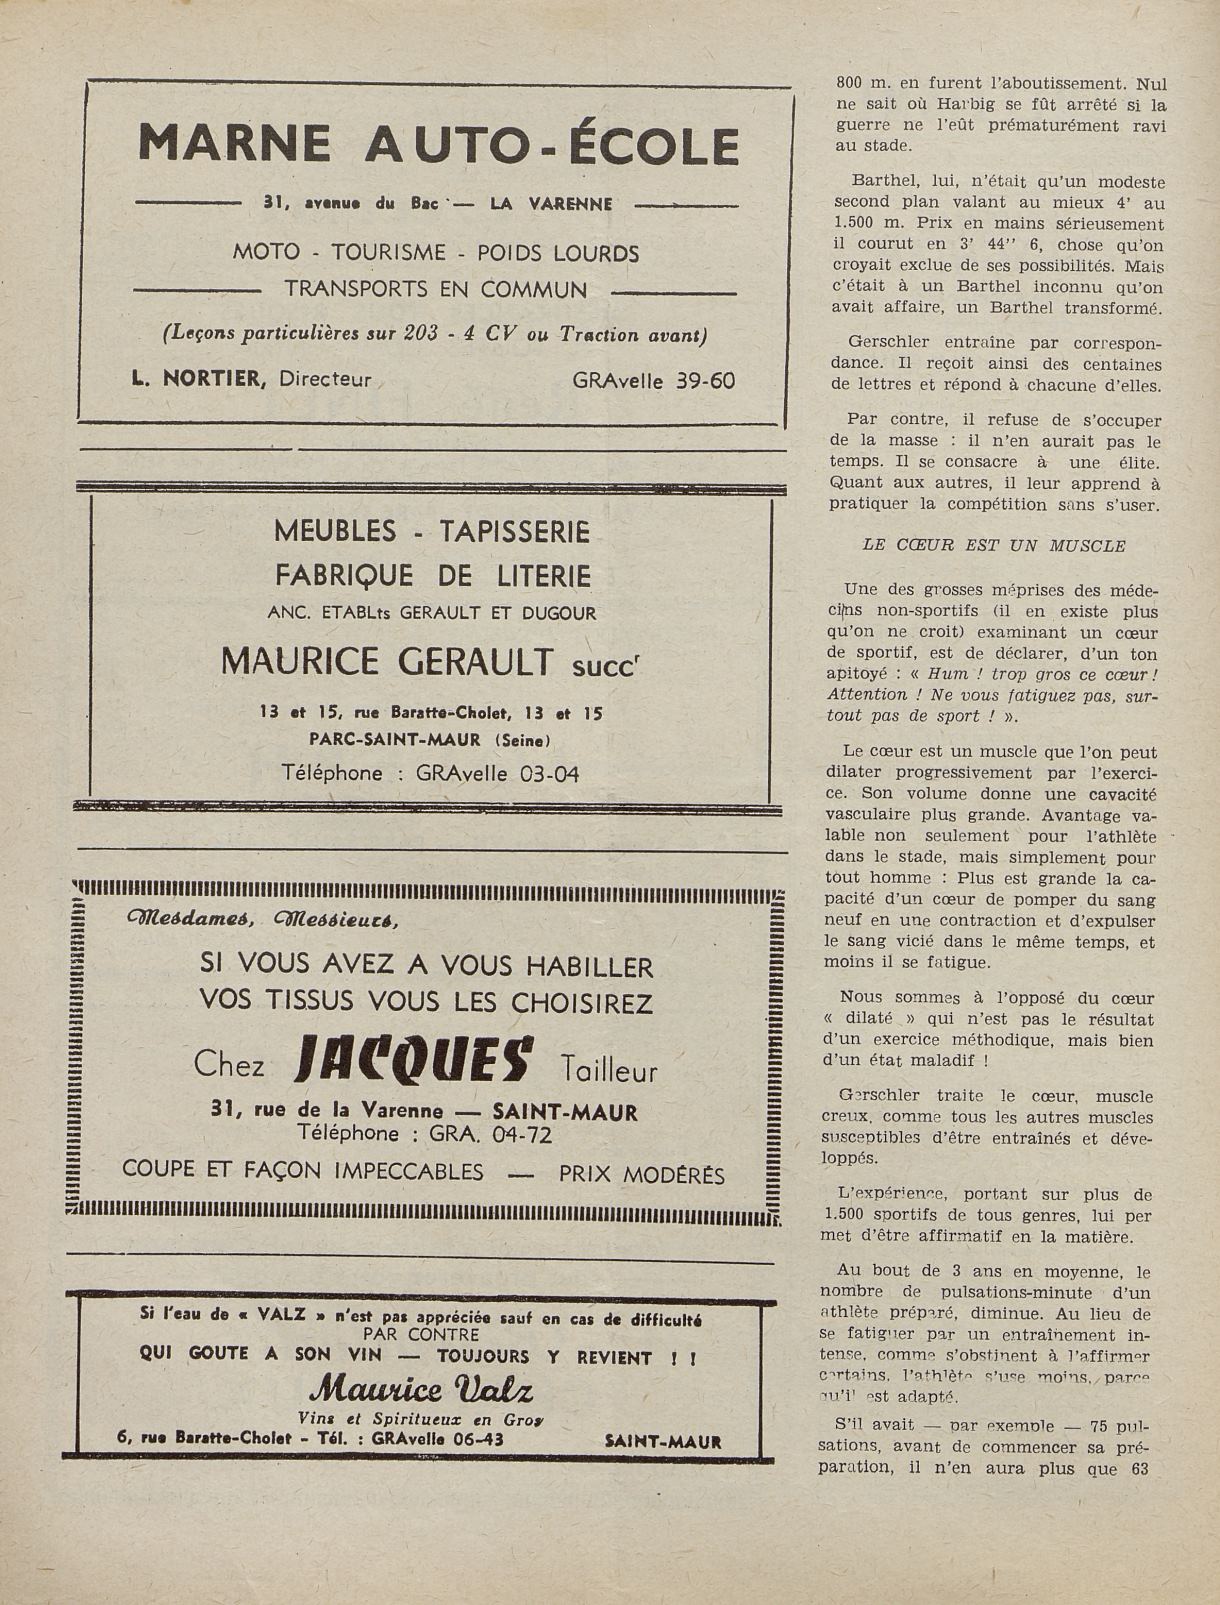 MARNE AUTO-ÉCOLE
31, avenue du Bac — LA VARENNE
MOTO - TOURISME - POIDS LOURDS
TRANSPORTS EN COMMUN
(Leçons particulières sur 203 - 4 CV ou Traction avant)
L. NORTIER, Directeur GRAvelle 39-60
MEUBLES - TAPISSERIE
FABRIQUE DE LITERIE
ANC. ETABLts GERAULT ET DUGOUR
MAURICE GERAULT succr
13 et 15, rue Baratte-Cholet, 13 et 15
PARC-SAINT-MAUR (Seine)
Téléphone : GRAvelle 03-04
Mesdames, Messieurs,
SI VOUS AVEZ A VOUS HABILLER
VOS TISSUS VOUS LES CHOISIREZ
Chez JACQUES Tailleur
31, rue de la Varenne — SAINT-MAUR
Téléphone : GRA. 04-72
COUPE ET FAÇON IMPECCABLES — PRIX MODÉRÉS
Si l'eau de « VALZ » n'est pas appréciée sauf en cas de difficulté
PAR CONTRE
QUI GOUTE A SON VIN — TOUJOURS Y REVIENT ! !
Maurice Valz
Vins et Spiritueux en Gros
6, rue Baratte-Cholet - Tél. : GRAvelle 06-43 SAINT-MAUR
800 m. en furent l'aboutissement. Nul
ne sait où Harbig se fût arrêté si la
guerre ne l'eût prématurément ravi
au stade.
Barthel, lui, n'était qu'un modeste
second plan valant au mieux 4' au
1.500 m. Prix en mains sérieusement
il courut en 3' 44'' 6, chose qu'on
croyait exclue de ses possibilités. Mais
c'était à un Barthel inconnu qu'on
avait affaire, un Barthel transformé.
Gerschler entraîne par correspon-
dance. Il reçoit ainsi des centaines
de lettres et répond à chacune d'elles.
Par contre, il refuse de s'occuper
de la masse : il n'en aurait pas le
temps. Il se consacre à une élite.
Quant aux autres, il leur apprend à
pratiquer la compétition sans s'user.
LE CŒUR EST UN MUSCLE
Une des grosses méprises des méde-
cins non-sportifs (il en existe plus
qu'on ne croit) examinant un cœur
de sportif, est de déclarer, d'un ton
apitoyé : « Hum ! trop gros ce cœur !
Attention ! Ne vous fatiguez pas, sur-
tout pas de sport ! ».
Le cœur est un muscle que l'on peut
dilater progressivement par l'exerci-
ce. Son volume donne une cavacité
vasculaire plus grande. Avantage va-
lable non seulement pour l'athlète
dans le stade, mais simplement pour
tout homme : Plus est grande la ca-
pacité d'un cœur de pomper du sang
neuf en une contraction et d'expulser
le sang vicié dans le même temps, et
moins il se fatigue.
Nous sommes à l'opposé du cœur
« dilaté » qui n'est pas le résultat
d'un exercice méthodique, mais bien
d'un état maladif !
Gerschler traite le cœur, muscle
creux, comme tous les autres muscles
susceptibles d'être entraînés et déve-
loppés.
L'expérience, portant sur plus de
1.500 sportifs de tous genres, lui per
met d'être affirmatif en la matière.
Au bout de 3 ans en moyenne, le
nombre de pulsations-minute d'un
athlète préparé, diminue. Au lieu de
se fatiguer par un entraînement in-
tense, comme s'obstinent à l'affirmer
certains, l'athlète s'use moins, parce
qu'il est adapté.
S'il avait — par exemple — 75 pul-
sations, avant de commencer sa pré-
paration, il n'en aura plus que 63